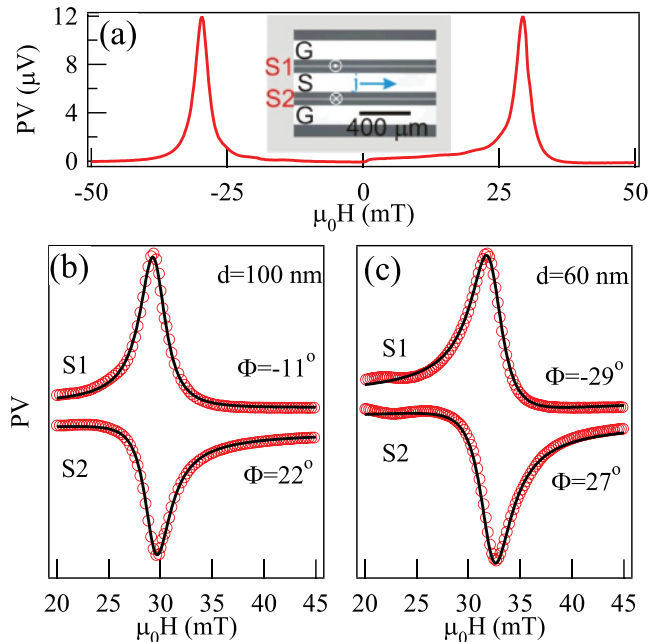 (a)
PV (μV)
12
8
4
0
G
S1
S
j
S2
G
400 μm
-50 -25 0 25 50
μ₀H (mT)
(b)
d=100 nm
S1
Φ=-11°
S2
Φ=22°
(c)
d=60 nm
S1
Φ=-29°
S2
Φ=27°
PV
20 25 30 35 40 45
μ₀H (mT)
20 25 30 35 40 45
μ₀H (mT)